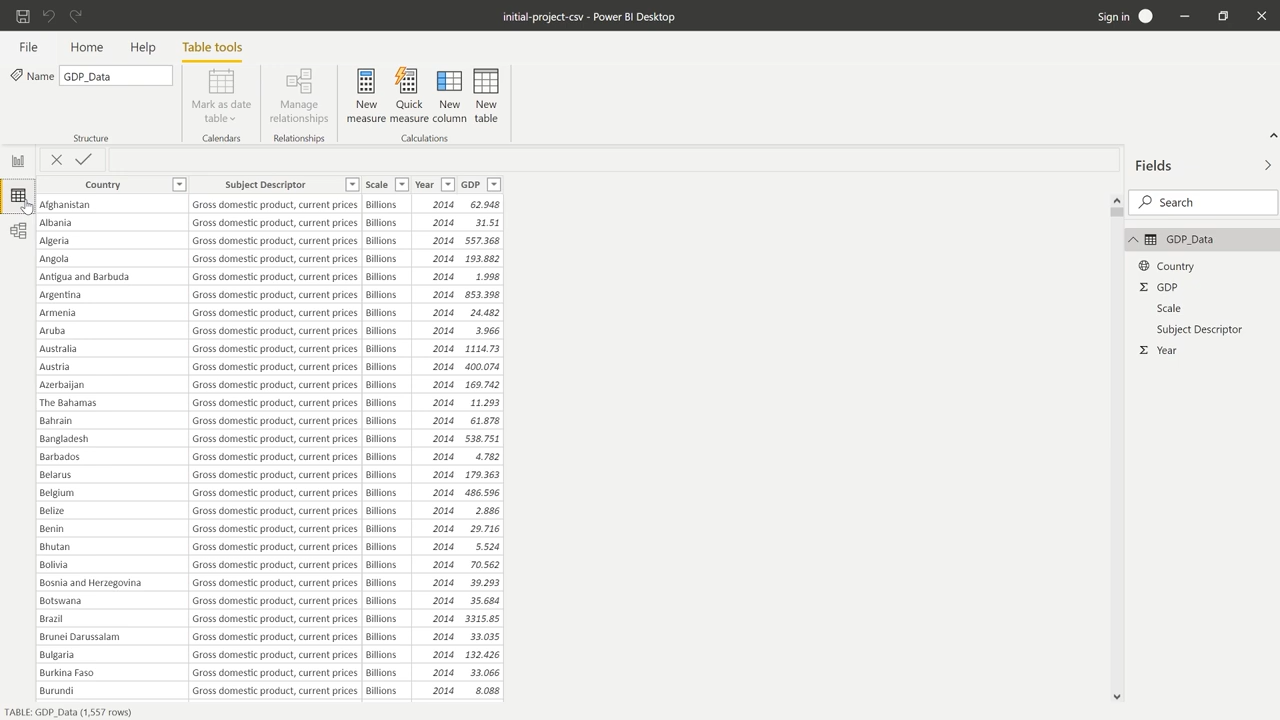 initial-project-csv - Power BI Desktop
Sign in
File Home Help Table tools
Name GDP_Data
Mark as date table
Manage relationships
New measure
Quick measure
New column
New table
Structure Calendars Relationships Calculations
Country Subject Descriptor Scale Year GDP
Afghanistan Gross domestic product, current prices Billions 2014 62.948
Albania Gross domestic product, current prices Billions 2014 31.51
Algeria Gross domestic product, current prices Billions 2014 557.368
Angola Gross domestic product, current prices Billions 2014 193.882
Antigua and Barbuda Gross domestic product, current prices Billions 2014 1.998
Argentina Gross domestic product, current prices Billions 2014 853.398
Armenia Gross domestic product, current prices Billions 2014 24.482
Aruba Gross domestic product, current prices Billions 2014 3.966
Australia Gross domestic product, current prices Billions 2014 1114.73
Austria Gross domestic product, current prices Billions 2014 400.074
Azerbaijan Gross domestic product, current prices Billions 2014 169.742
The Bahamas Gross domestic product, current prices Billions 2014 11.293
Bahrain Gross domestic product, current prices Billions 2014 61.878
Bangladesh Gross domestic product, current prices Billions 2014 538.751
Barbados Gross domestic product, current prices Billions 2014 4.782
Belarus Gross domestic product, current prices Billions 2014 179.363
Belgium Gross domestic product, current prices Billions 2014 486.596
Belize Gross domestic product, current prices Billions 2014 2.886
Benin Gross domestic product, current prices Billions 2014 29.716
Bhutan Gross domestic product, current prices Billions 2014 5.524
Bolivia Gross domestic product, current prices Billions 2014 70.562
Bosnia and Herzegovina Gross domestic product, current prices Billions 2014 39.293
Botswana Gross domestic product, current prices Billions 2014 35.684
Brazil Gross domestic product, current prices Billions 2014 3315.85
Brunei Darussalam Gross domestic product, current prices Billions 2014 33.035
Bulgaria Gross domestic product, current prices Billions 2014 132.426
Burkina Faso Gross domestic product, current prices Billions 2014 33.066
Burundi Gross domestic product, current prices Billions 2014 8.088
Fields
Search
GDP_Data
Country
Σ GDP
Scale
Subject Descriptor
Σ Year
TABLE: GDP_Data (1,557 rows)